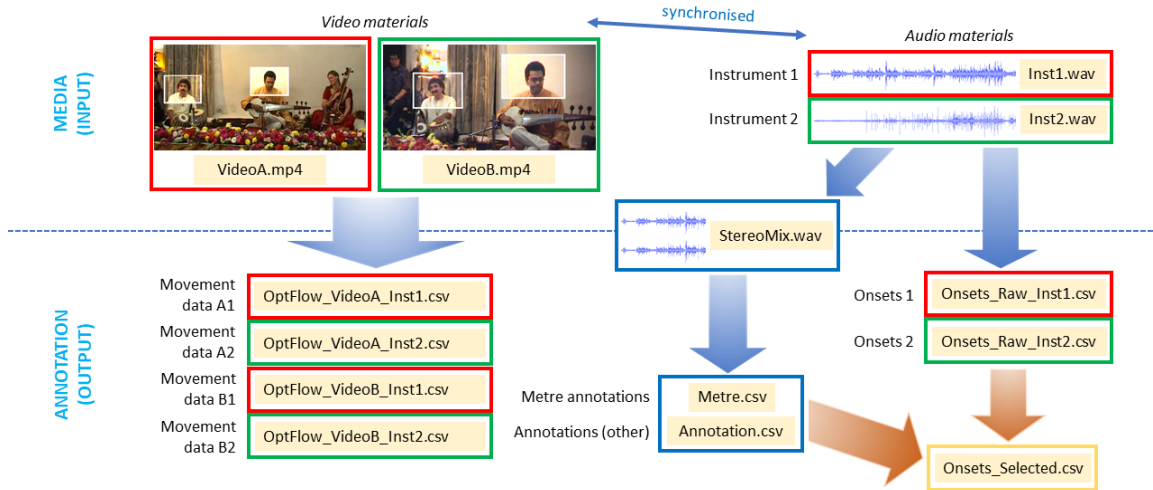 Video materials
synchronised
Audio materials
MEDIA
(INPUT)
Instrument 1
Inst1.wav
Instrument 2
Inst2.wav
VideoA.mp4
VideoB.mp4
StereoMix.wav
ANNOTATION
(OUTPUT)
Movement
data A1
OptFlow_VideoA_Inst1.csv
Movement
data A2
OptFlow_VideoA_Inst2.csv
Movement
data B1
OptFlow_VideoB_Inst1.csv
Movement
data B2
OptFlow_VideoB_Inst2.csv
Onsets 1
Onsets_Raw_Inst1.csv
Onsets 2
Onsets_Raw_Inst2.csv
Metre annotations
Metre.csv
Annotations (other)
Annotation.csv
Onsets_Selected.csv